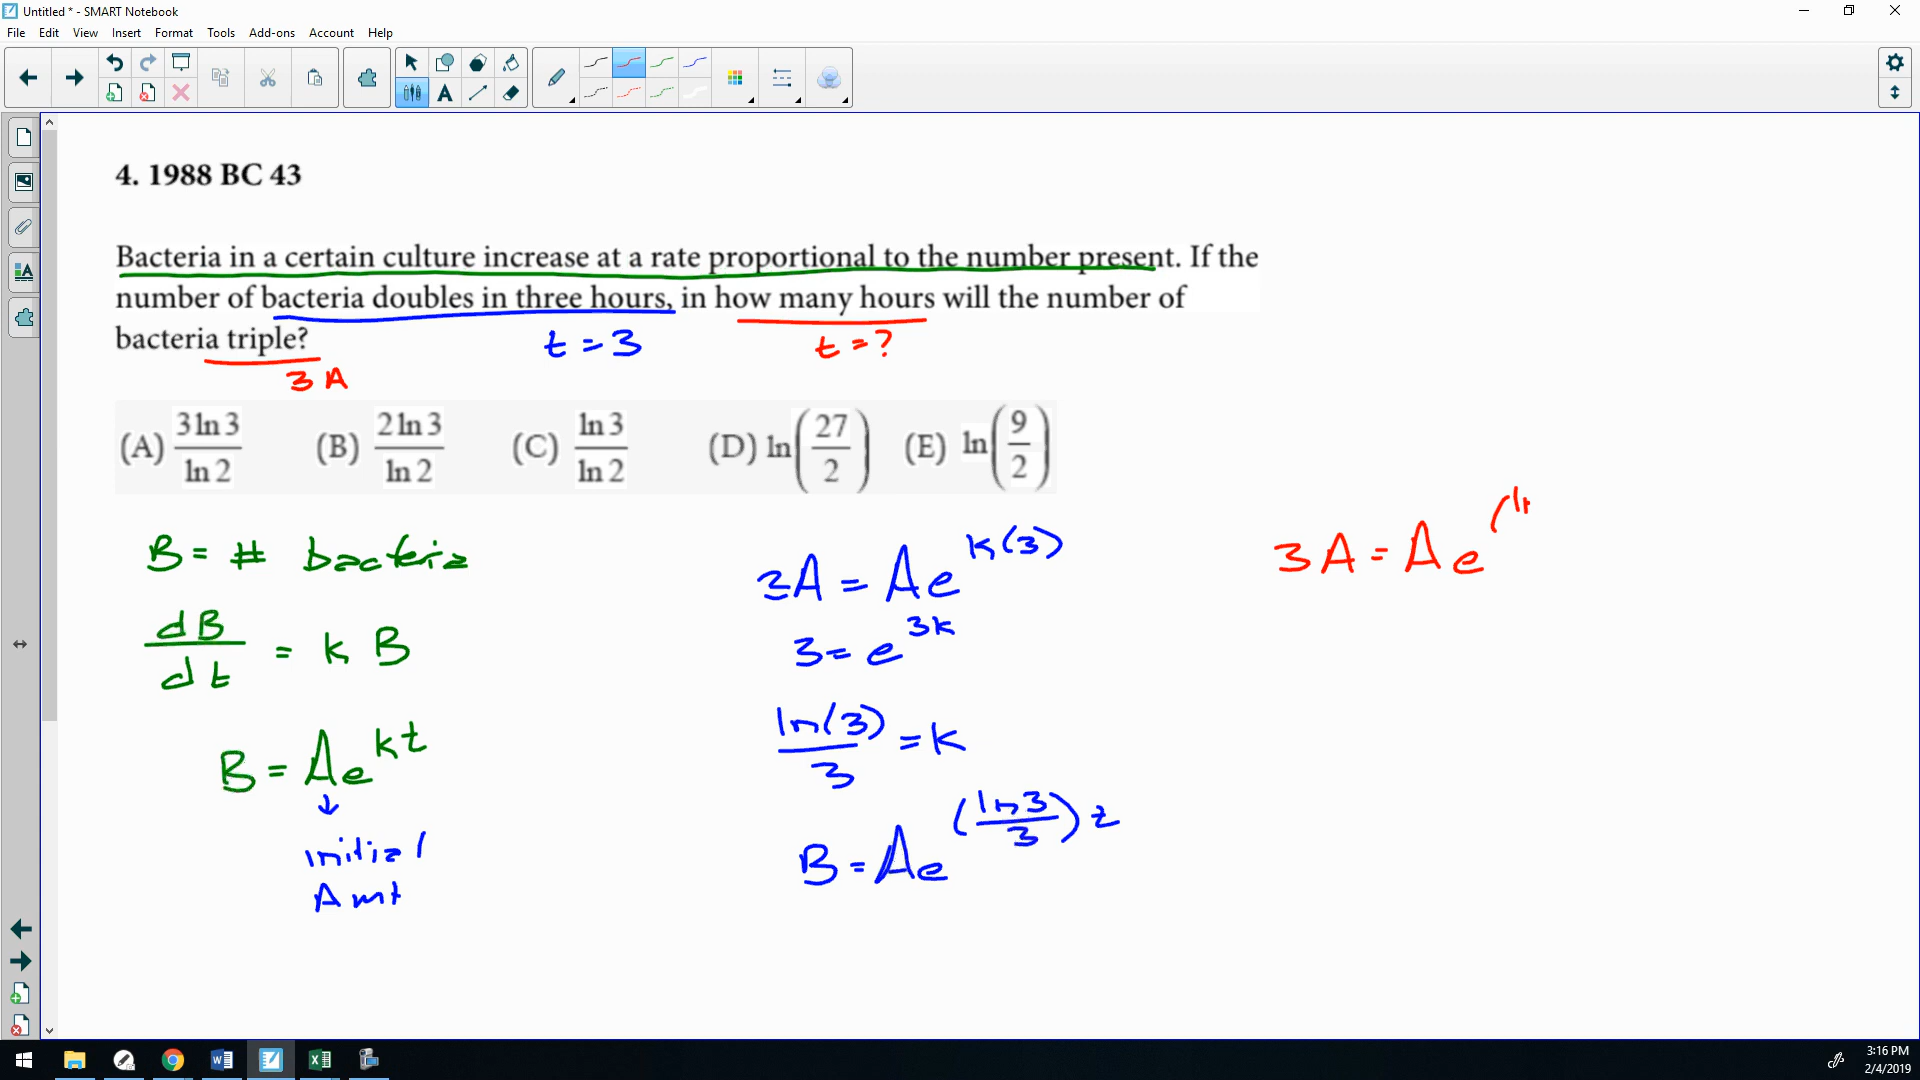 Untitled * - SMART Notebook
File Edit View Insert Format Tools Add-ons Account Help
4. 1988 BC 43
Bacteria in a certain culture increase at a rate proportional to the number present. If the
number of bacteria doubles in three hours, in how many hours will the number of
bacteria triple?
t = 3
t = ?
3 A
(A) 3 ln 3 / ln 2 (B) 2 ln 3 / ln 2 (C) ln 3 / ln 2 (D) ln(27/2) (E) ln(9/2)
B = # bacteria
dB/dt = k B
B = Ae^kt
↓
initial
Amt
2A = Ae^k(3)
3 = e^3k
ln(3)/3 = k
B = Ae^(ln3/3)t
3A = Ae^(
3:16 PM
2/4/2019